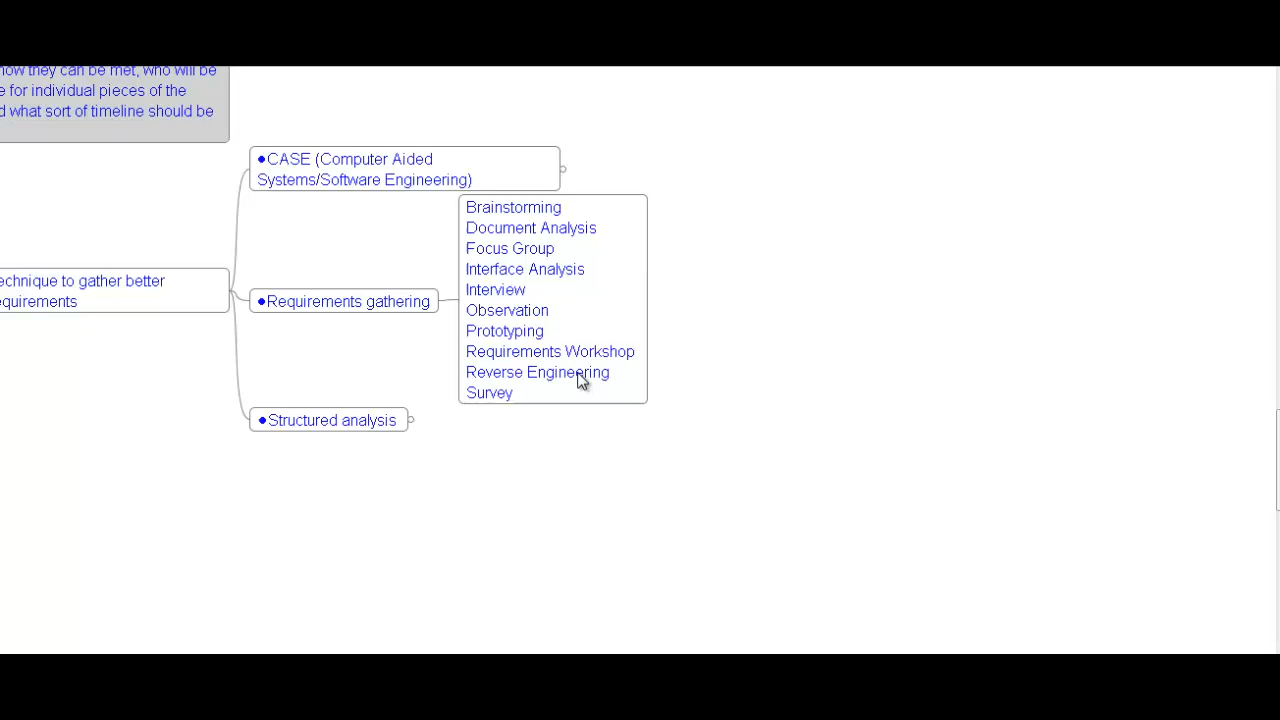 how they can be met, who will be
e for individual pieces of the
d what sort of timeline should be
●CASE (Computer Aided
Systems/Software Engineering)
Brainstorming
Document Analysis
Focus Group
Interface Analysis
Interview
Observation
Prototyping
Requirements Workshop
Reverse Engineering
Survey
echnique to gather better
equirements
●Requirements gathering
●Structured analysis